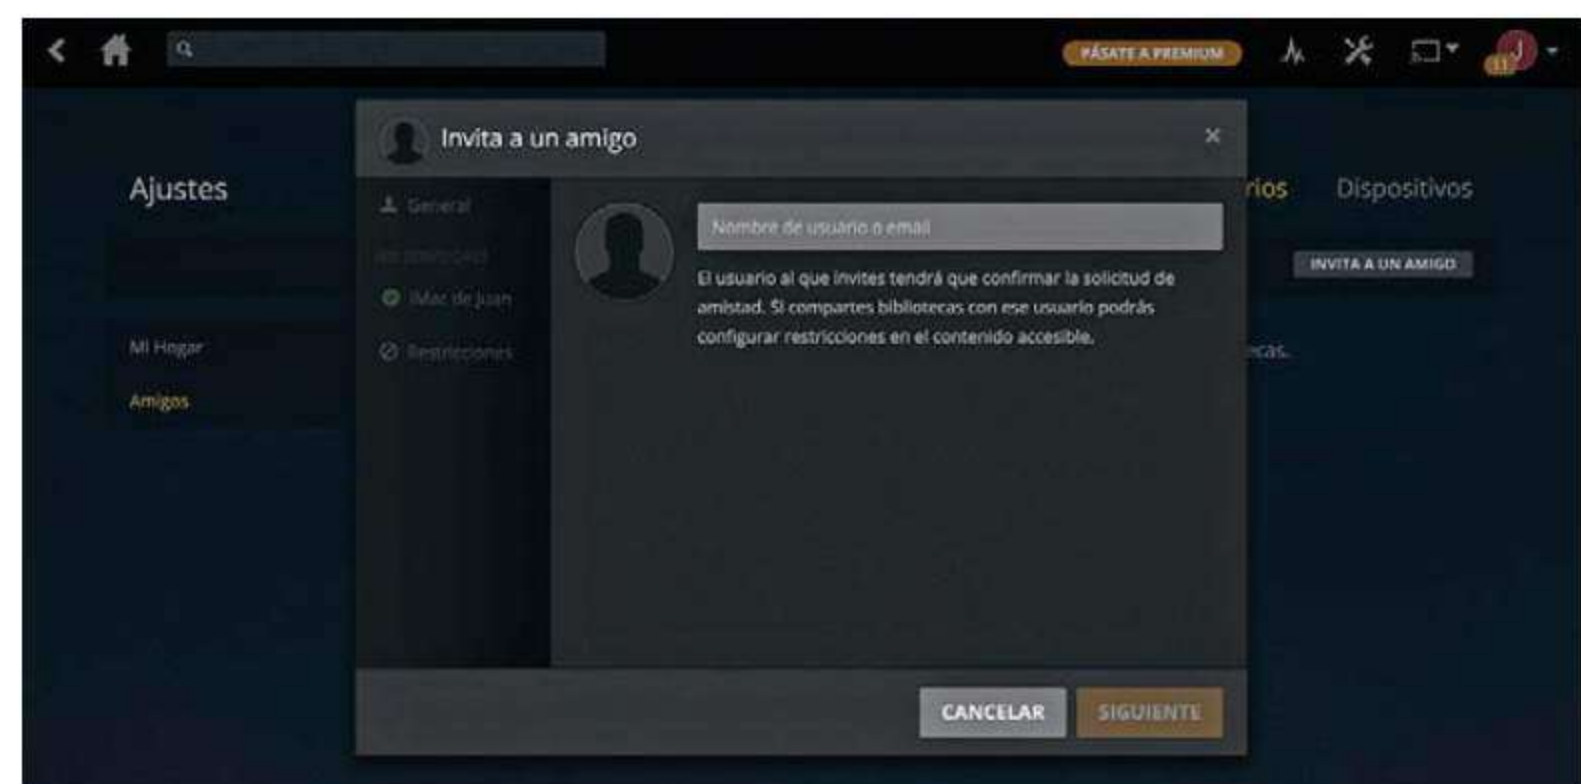 PÁSATE A PREMIUM
J
11
Invita a un amigo
×
Ajustes
rios
Dispositivos
General
Nombre de usuario o email
INVITA A UN AMIGO
El usuario al que invites tendrá que confirmar la solicitud de
amistad. Si compartes bibliotecas con ese usuario podrás
configurar restricciones en el contenido accesible.
iMac de Juan
Restricciones
Mi Hogar
ecas.
Amigos
CANCELAR
SIGUIENTE